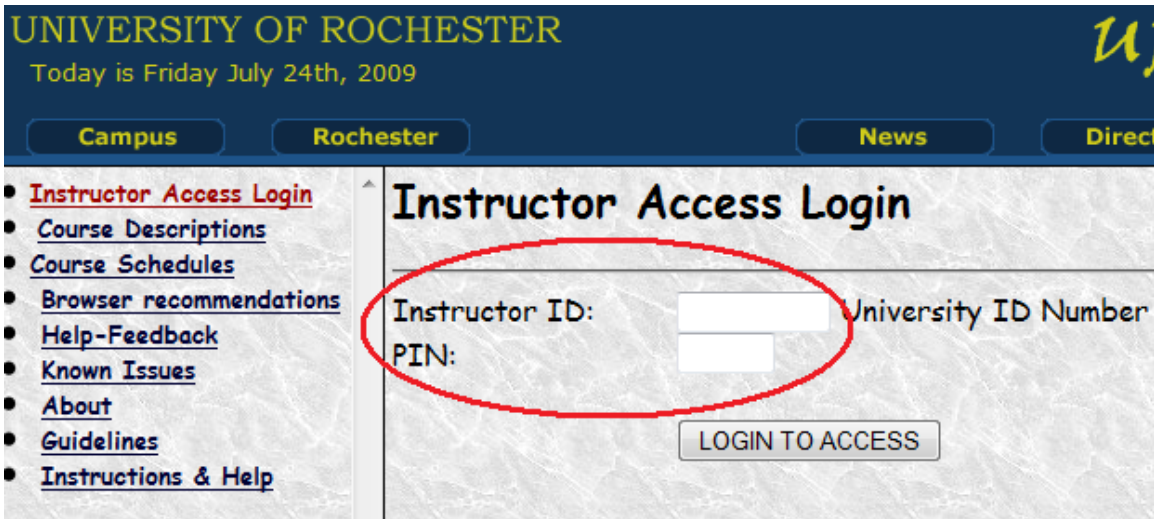 UNIVERSITY OF ROCHESTER
Today is Friday July 24th, 2009
Campus
Rochester
News
Instructor Access Login
Course Descriptions
Course Schedules
Browser recommendations
Help-Feedback
Known Issues
About
Guidelines
Instructions & Help
Instructor Access Login
Instructor ID: University ID Number
PIN:
LOGIN TO ACCESS